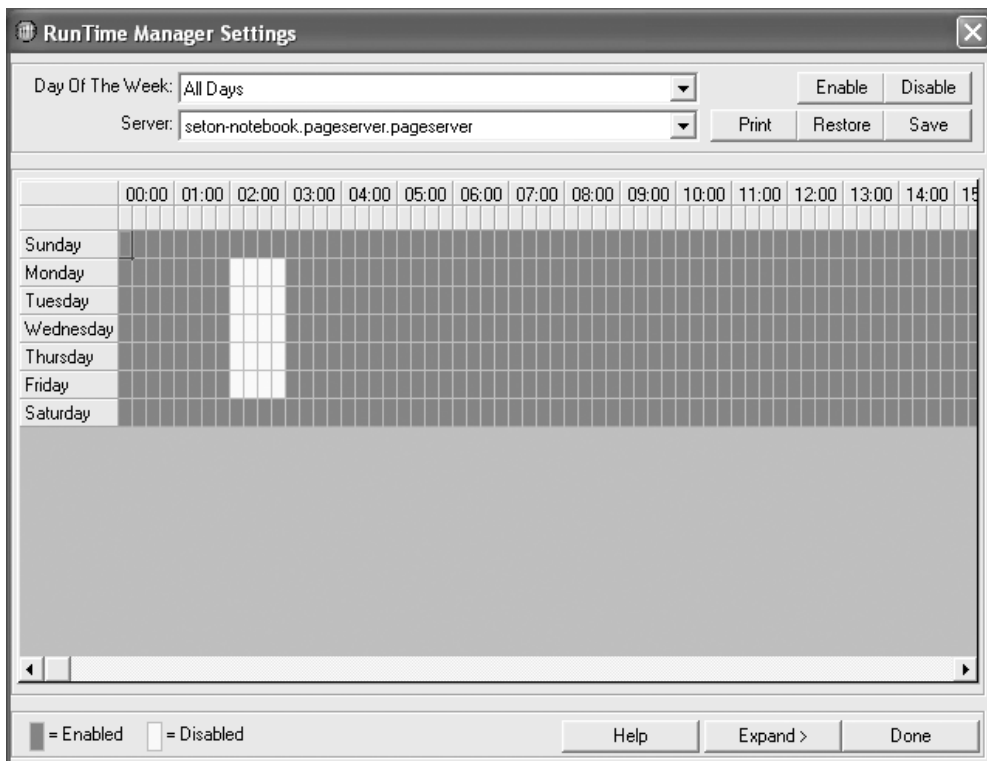 RunTime Manager Settings
Day Of The Week: All Days Enable Disable
Server: seton-notebook.pageserver.pageserver Print Restore Save
00:00 01:00 02:00 03:00 04:00 05:00 06:00 07:00 08:00 09:00 10:00 11:00 12:00 13:00 14:00 15
Sunday
Monday
Tuesday
Wednesday
Thursday
Friday
Saturday
= Enabled = Disabled Help Expand > Done